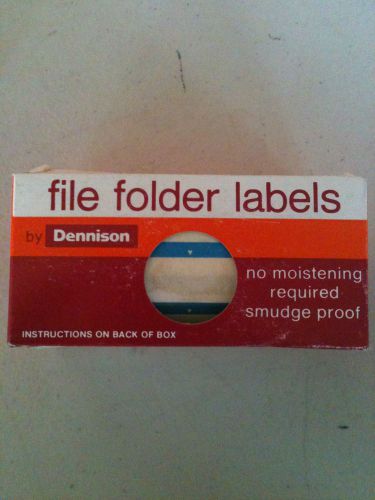 file folder labels
by Dennison
no moistening
required
smudge proof
INSTRUCTIONS ON BACK OF BOX